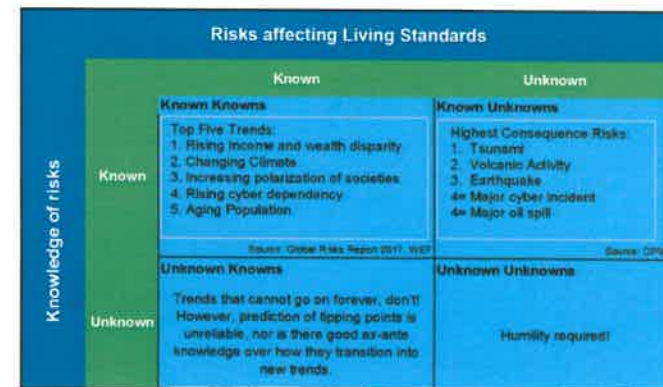 Risks affecting Living Standards
Known
Unknown
Knowledge of risks
Known
Known Knowns
Top Five Trends:
1. Rising Income and wealth disparity
2. Changing Climate
3. Increasing polarization of societies
4. Rising cyber dependency
5. Aging Population
Source: Global Risks Report 2017, WEF
Known Unknowns
Highest Consequence Risks:
1. Tsunami
2. Volcanic Activity
3. Earthquake
4= Major cyber incident
4= Major oil spill
Source:
Unknown
Unknown Knowns
Trends that cannot go on forever, don't!
However, prediction of tipping points is
unreliable, nor is there good ex-ante
knowledge over how they transition into
new trends.
Unknown Unknowns
Humility required!